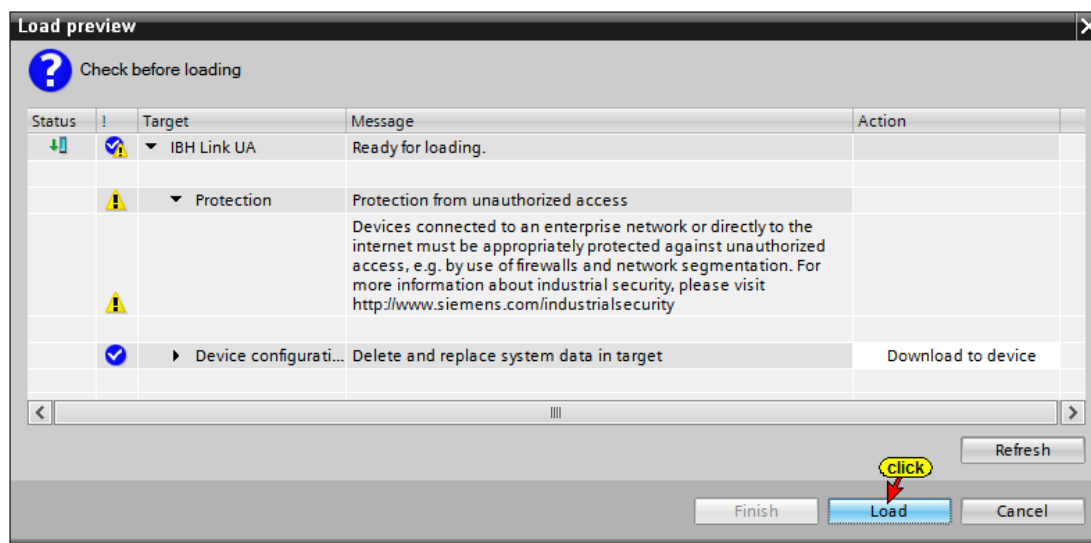 Load preview
Check before loading
Status ! Target Message Action
IBH Link UA Ready for loading.
Protection Protection from unauthorized access
Devices connected to an enterprise network or directly to the
internet must be appropriately protected against unauthorized
access, e.g. by use of firewalls and network segmentation. For
more information about industrial security, please visit
http://www.siemens.com/industrialsecurity
Device configurati... Delete and replace system data in target Download to device
Refresh
click
Finish Load Cancel